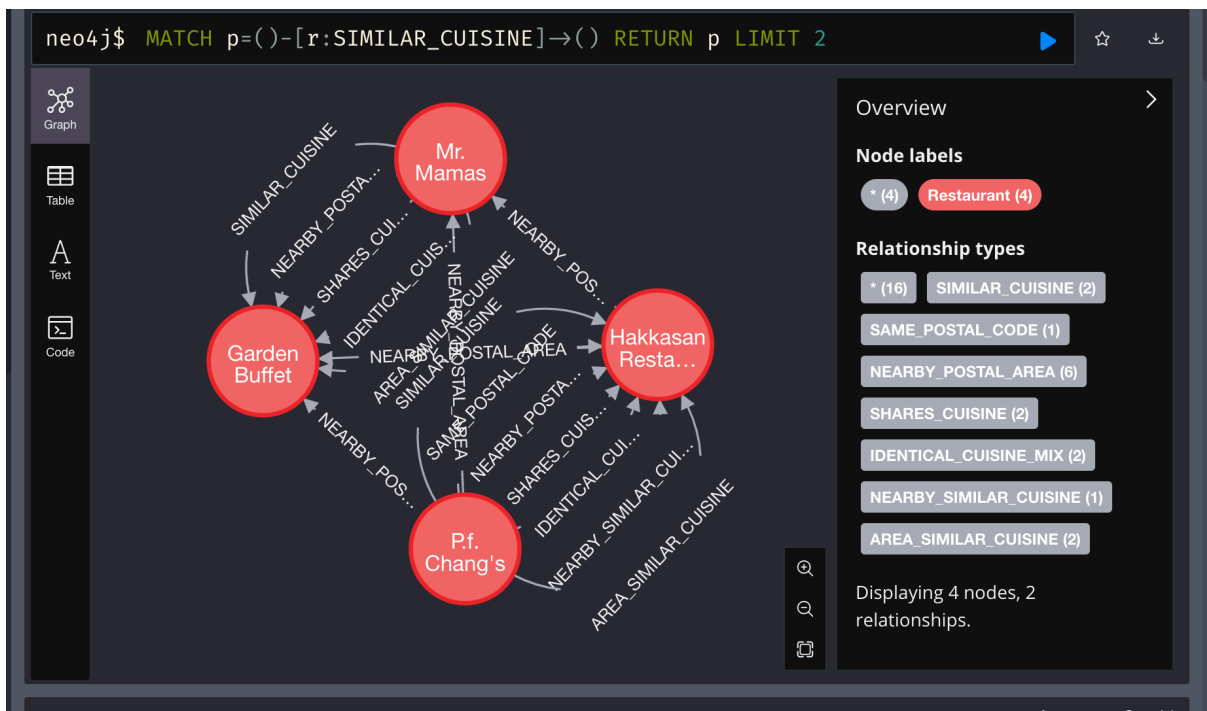 neo4j$ MATCH p=()-[r:SIMILAR_CUISINE]→() RETURN p LIMIT 2
Graph
Table
Text
Code
Mr.
Mamas
Garden
Buffet
Hakkasan
Resta…
P.f.
Chang's
SIMILAR_CUISINE
NEARBY_POSTA…
SHARES_CUI…
IDENTICAL_CUIS…
AREA_SIMILAR_CUISINE
NEARBY_POS…
NEARBY_POSTAL_AREA
NEARBY_POSTAL_AREA
SIMILAR_CUISINE
SAME_POSTAL_CODE
NEARBY_POSTA…
SHARES_CUIS…
IDENTICAL_CUI…
NEARBY_SIMILAR_CUI…
AREA_SIMILAR_CUISINE
NEARBY_POS…
Overview
Node labels
* (4)
Restaurant (4)
Relationship types
* (16)
SIMILAR_CUISINE (2)
SAME_POSTAL_CODE (1)
NEARBY_POSTAL_AREA (6)
SHARES_CUISINE (2)
IDENTICAL_CUISINE_MIX (2)
NEARBY_SIMILAR_CUISINE (1)
AREA_SIMILAR_CUISINE (2)
Displaying 4 nodes, 2
relationships.